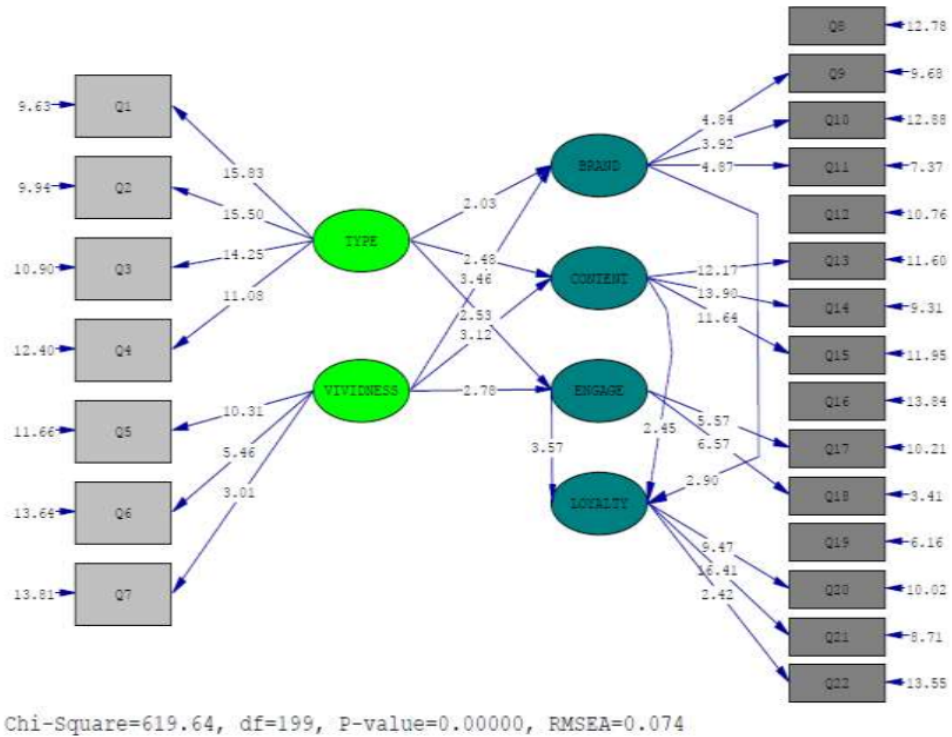 9.63 Q1
9.94 Q2
10.90 Q3
12.40 Q4
11.66 Q5
13.64 Q6
13.81 Q7
15.83
15.50
14.25
11.08
10.31
5.46
3.01
TYPE
VIVIDNESS
2.03
2.48
3.46
2.53
3.12
2.78
BRAND
CONTENT
ENGAGE
LOYALTY
3.57
2.45
2.90
4.84
3.92
4.87
12.17
13.90
11.64
5.57
6.57
9.47
16.41
2.42
Q8 12.78
Q9 9.68
Q10 12.88
Q11 7.37
Q12 10.76
Q13 11.60
Q14 9.31
Q15 11.95
Q16 13.84
Q17 10.21
Q18 3.41
Q19 6.16
Q20 10.02
Q21 8.71
Q22 13.55
Chi-Square=619.64, df=199, P-value=0.00000, RMSEA=0.074